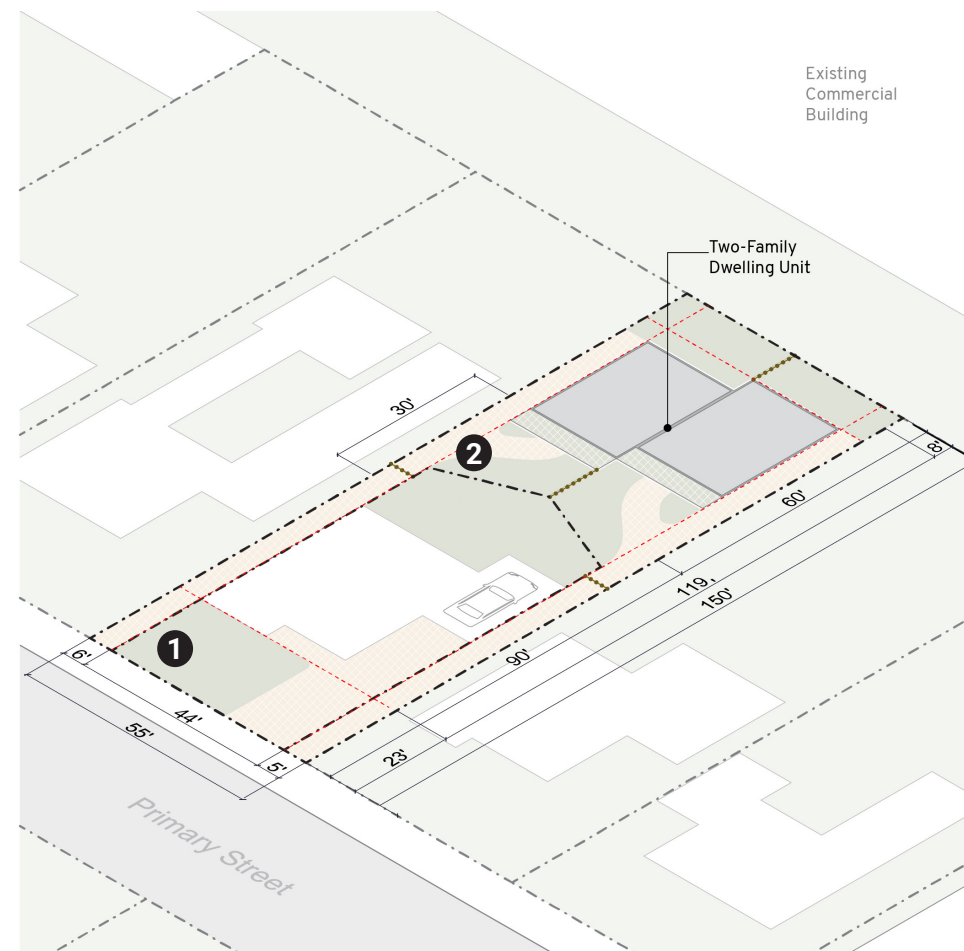 Existing
Commercial
Building
Two-Family
Dwelling Unit
30'
2
8'
60'
119'
150'
1
90'
6'
44'
23'
55'
5'
Primary Street